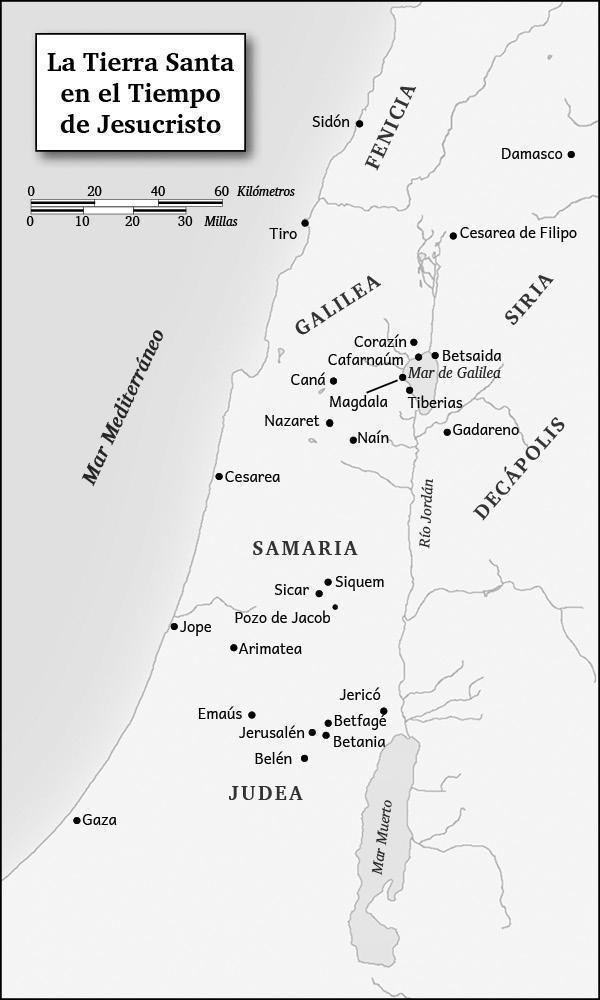 La Tierra Santa
en el Tiempo
de Jesucristo
0 20 40 60 Kilómetros
0 10 20 30 Millas
FENICIA
Sidón
Damasco
Tiro
Cesarea de Filipo
GALILEA
SIRIA
Mar Mediterráneo
Corazín
Cafarnaúm
Betsaida
Mar de Galilea
Caná
Magdala
Tiberias
Nazaret
Naín
Gadareno
DECÁPOLIS
Cesarea
Río Jordán
SAMARIA
Siquem
Sicar
Pozo de Jacob
Jope
Arimatea
Jericó
Emaús
Betfagé
Jerusalén
Betania
Belén
JUDEA
Mar Muerto
Gaza